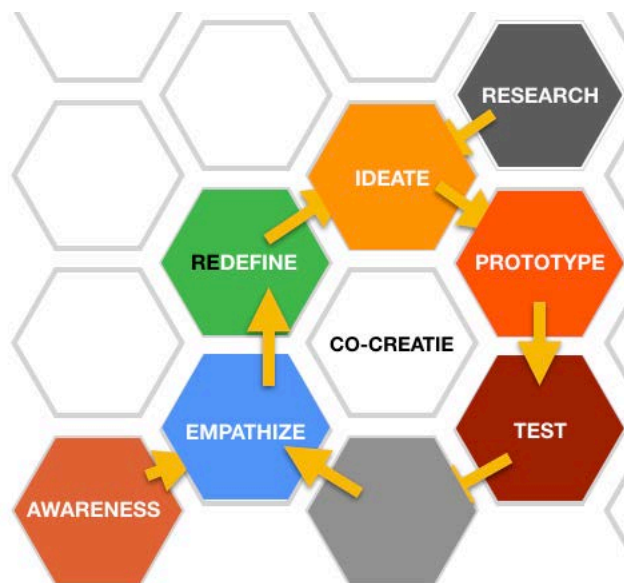 RESEARCH
IDEATE
REDEFINE
PROTOTYPE
CO-CREATIE
EMPATHIZE
TEST
AWARENESS